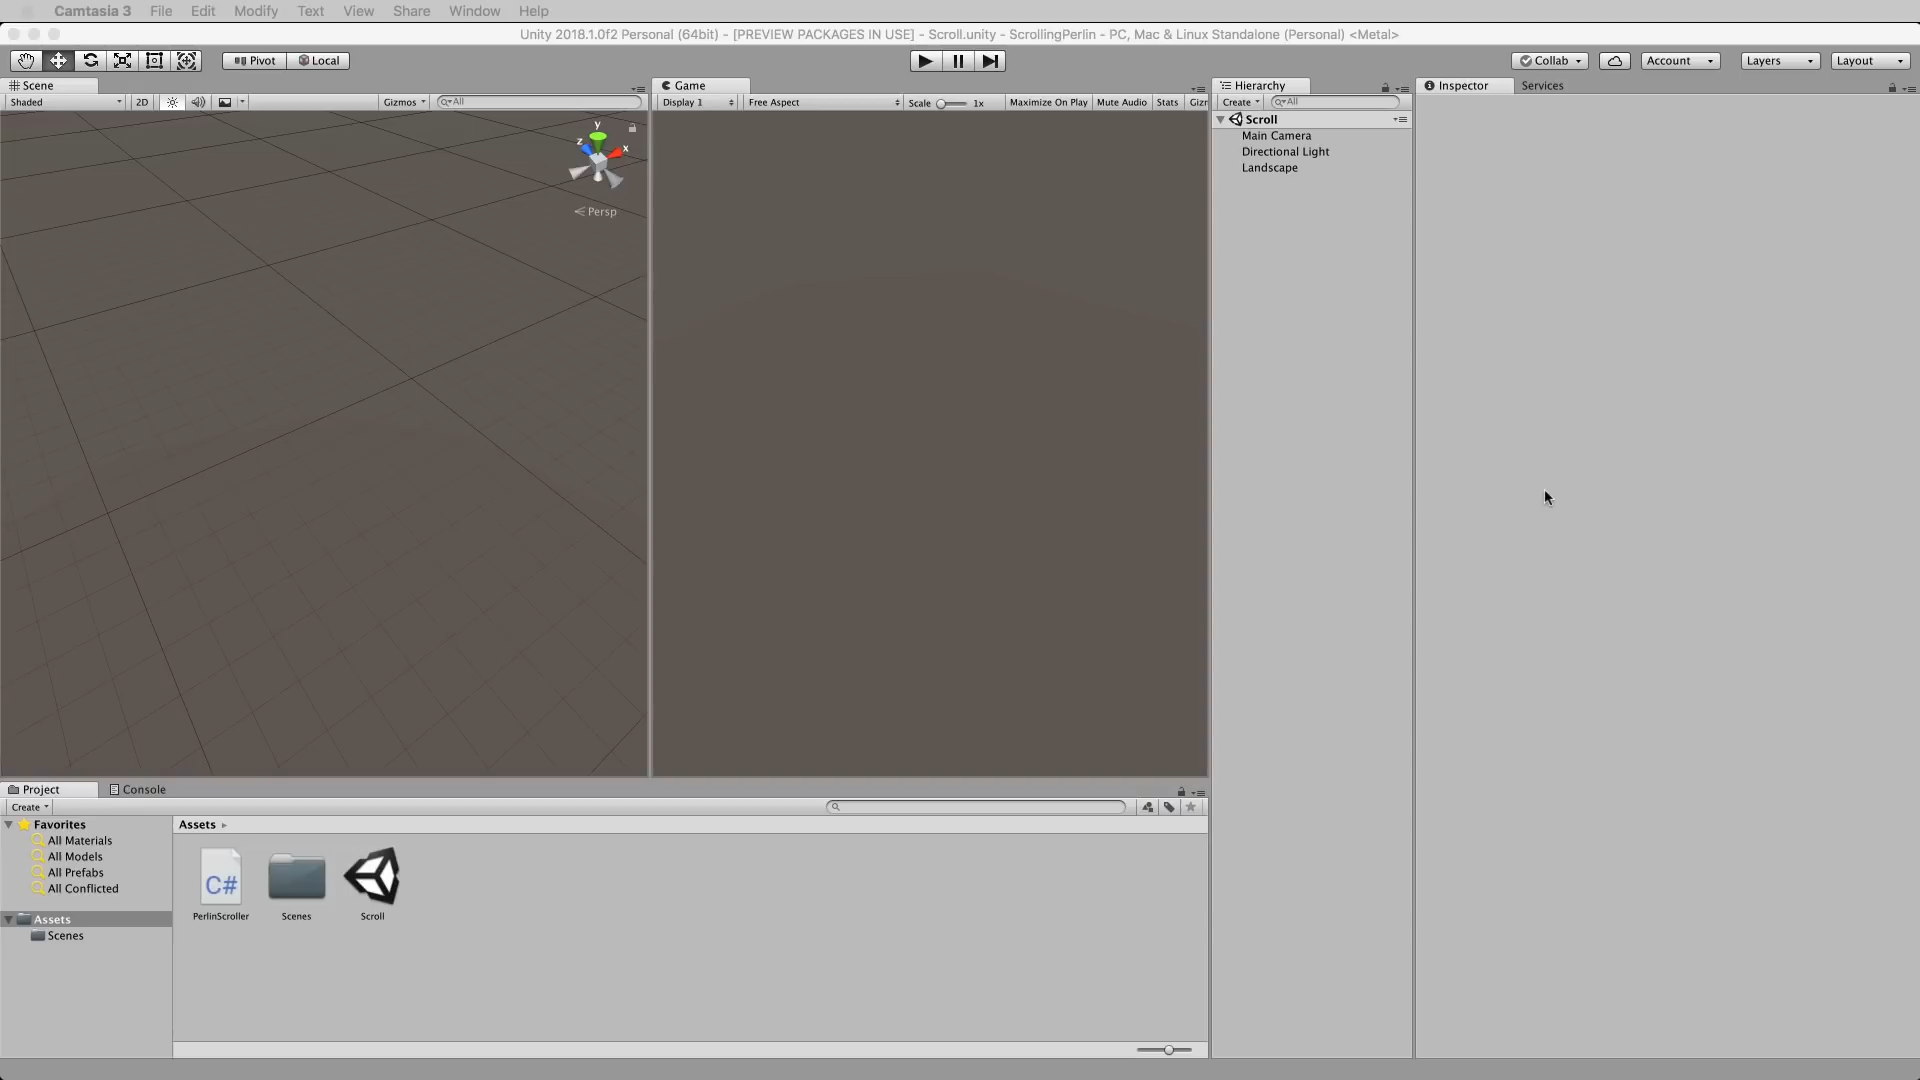 Camtasia 3 File Edit Modify Text View Share Window Help
Unity 2018.1.0f2 Personal (64bit) - [PREVIEW PACKAGES IN USE] - Scroll.unity - ScrollingPerlin - PC, Mac & Linux Standalone (Personal) <Metal>
Pivot Local Collab Account Layers Layout
Scene Game Hierarchy Inspector Services
Shaded 2D Gizmos All Display 1 Free Aspect Scale 1x Maximize On Play Mute Audio Stats Giz Create All
Scroll
Main Camera
Directional Light
Landscape
y
z x
Persp
Project Console
Create
Favorites
All Materials
All Models
All Prefabs
All Conflicted
Assets
Scenes
Assets
C#
PerlinScroller Scenes Scroll